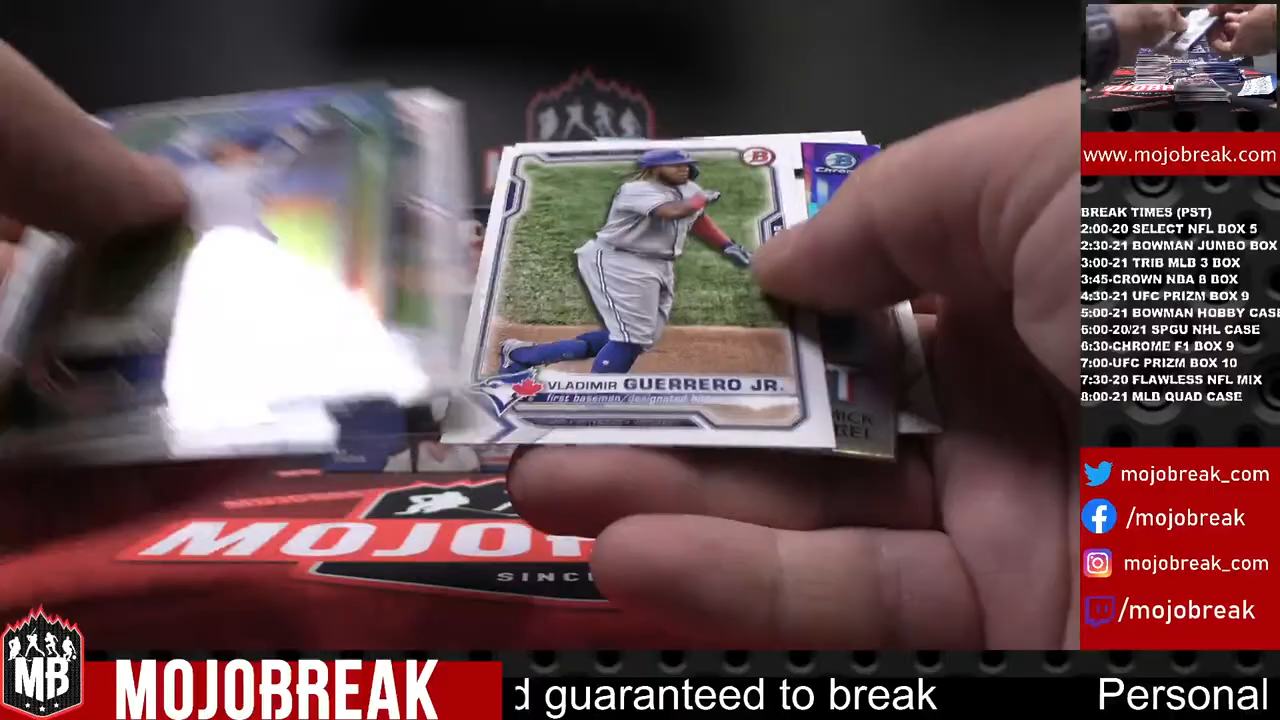 B
VLADIMIR GUERRERO JR.
first baseman/designated
MOJO
SINC
www.mojobreak.com
BREAK TIMES (PST)
2:00-20 SELECT NFL BOX 5
2:30-21 BOWMAN JUMBO BOX
3:00-21 TRIB MLB 3 BOX
3:45-CROWN NBA 8 BOX
4:30-21 UFC PRIZM BOX 9
5:00-21 BOWMAN HOBBY CASE
6:00-20/21 SPGU NHL CASE
6:30-CHROME F1 BOX 9
7:00-UFC PRIZM BOX 10
7:30-20 FLAWLESS NFL MIX
8:00-21 MLB QUAD CASE
mojobreak_com
/mojobreak
mojobreak_com
/mojobreak
MB
MOJOBREAK
d guaranteed to break
Personal